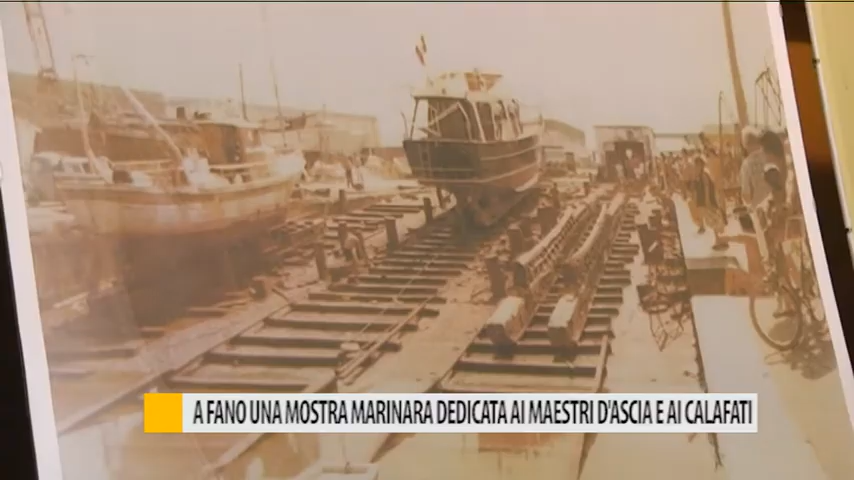 A FANO UNA MOSTRA MARINARA DEDICATA AI MAESTRI D'ASCIA E AI CALAFATI